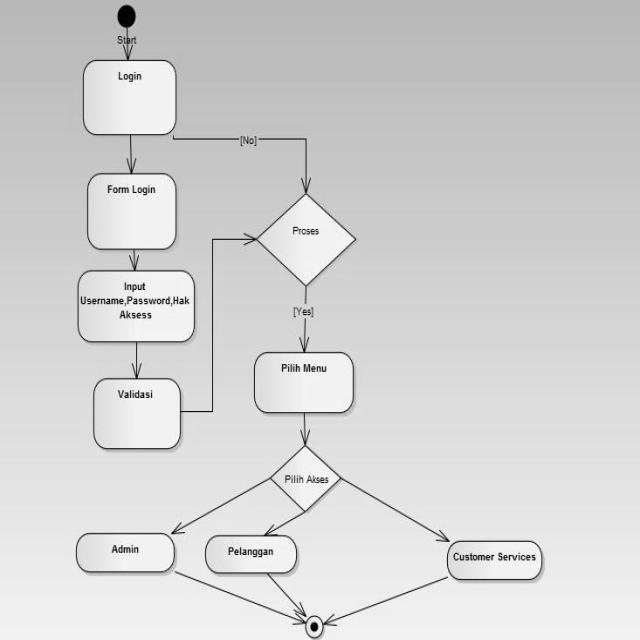 Start
Login
[No]
Form Login
Proses
Input
Username,Password,Hak
Aksess
[Yes]
Validasi
Pilih Menu
Pilih Akses
Admin
Pelanggan
Customer Services